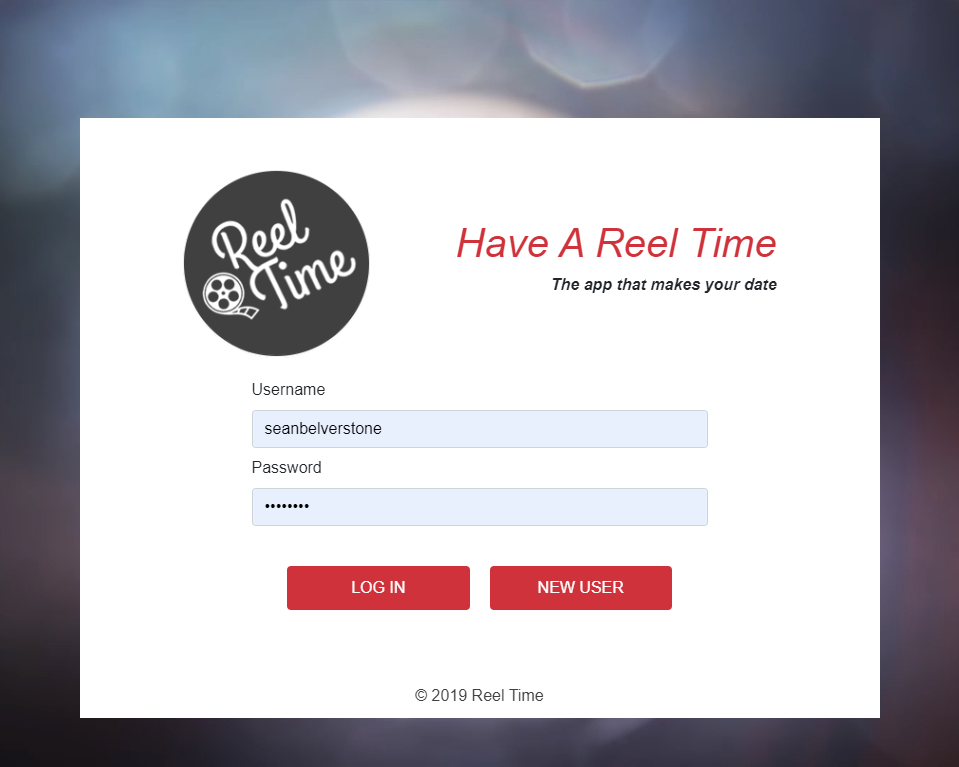 Reel
Time
Have A Reel Time
The app that makes your date
Username
seanbelverstone
Password
••••••••
LOG IN
NEW USER
© 2019 Reel Time